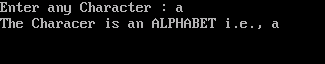 Enter any Character : a
The Characer is an ALPHABET i.e., a